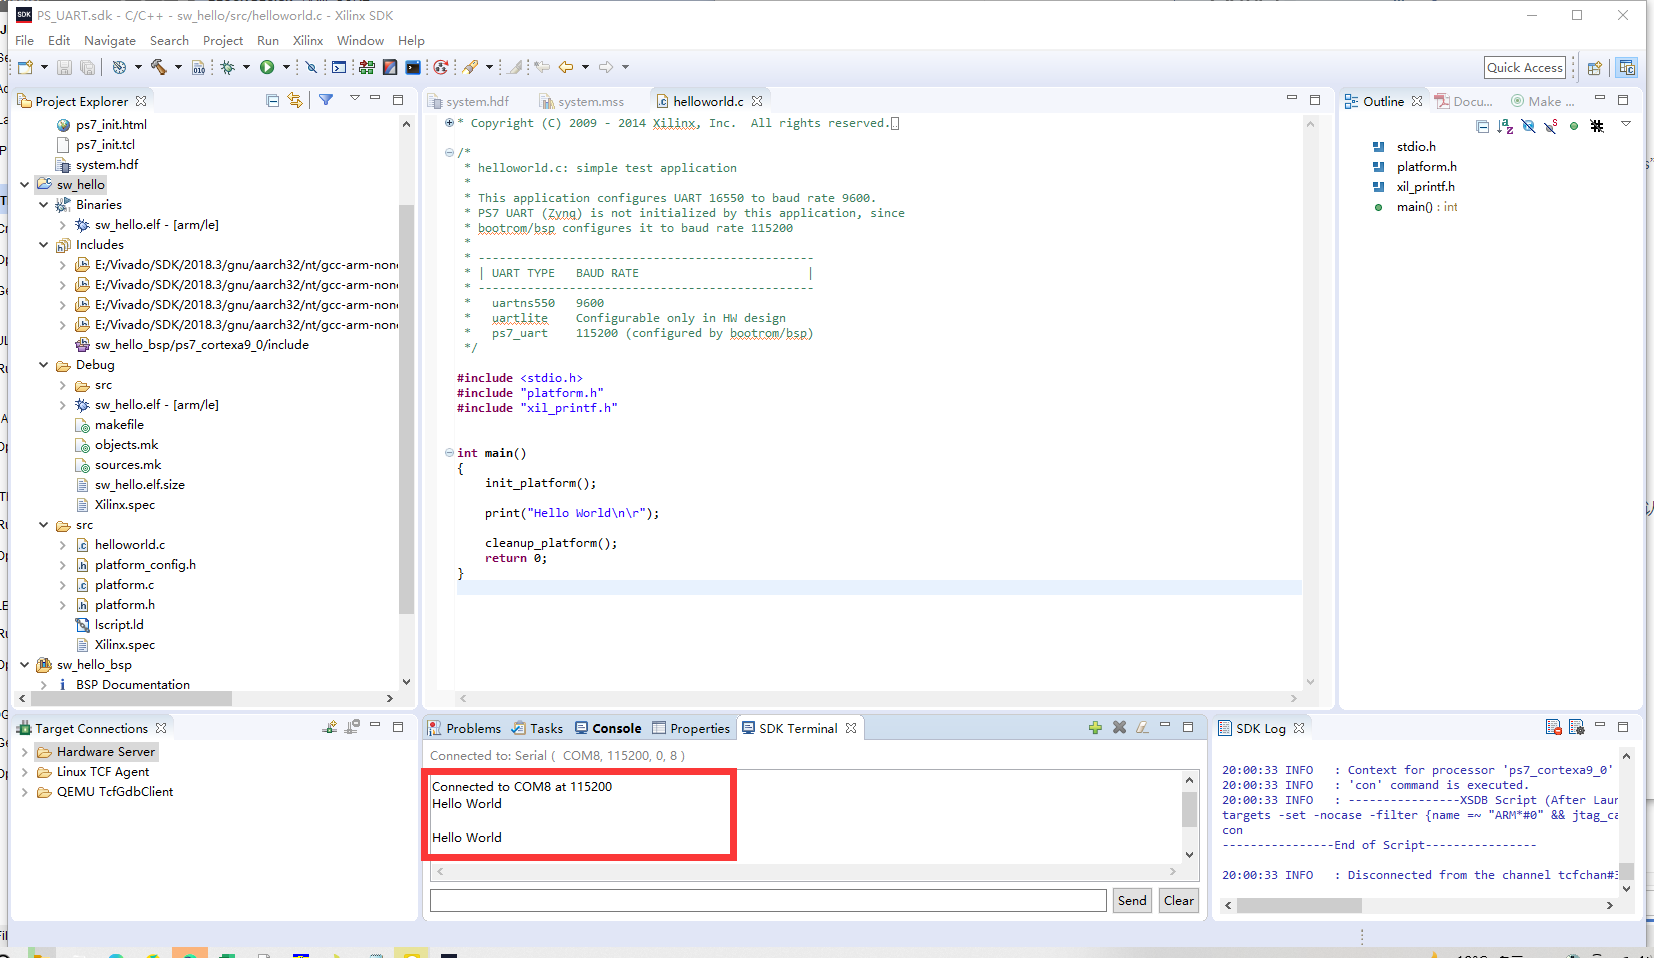 PS_UART.sdk - C/C++ - sw_hello/src/helloworld.c - Xilinx SDK
File Edit Navigate Search Project Run Xilinx Window Help
Quick Access
Project Explorer
ps7_init.html
ps7_init.tcl
system.hdf
sw_hello
Binaries
sw_hello.elf - [arm/le]
Includes
E:/Vivado/SDK/2018.3/gnu/aarch32/nt/gcc-arm-none
E:/Vivado/SDK/2018.3/gnu/aarch32/nt/gcc-arm-none
E:/Vivado/SDK/2018.3/gnu/aarch32/nt/gcc-arm-none
E:/Vivado/SDK/2018.3/gnu/aarch32/nt/gcc-arm-none
sw_hello_bsp/ps7_cortexa9_0/include
Debug
src
sw_hello.elf - [arm/le]
makefile
objects.mk
sources.mk
sw_hello.elf.size
Xilinx.spec
src
helloworld.c
platform_config.h
platform.c
platform.h
lscript.ld
Xilinx.spec
sw_hello_bsp
BSP Documentation
system.hdf system.mss helloworld.c
* Copyright (C) 2009 - 2014 Xilinx, Inc.  All rights reserved.
/*
* helloworld.c: simple test application
*
* This application configures UART 16550 to baud rate 9600.
* PS7 UART (Zynq) is not initialized by this application, since
* bootrom/bsp configures it to baud rate 115200
*
* ------------------------------------------------
* | UART TYPE   BAUD RATE                        |
* ------------------------------------------------
*   uartns550   9600
*   uartlite    Configurable only in HW design
*   ps7_uart    115200 (configured by bootrom/bsp)
*/
#include <stdio.h>
#include "platform.h"
#include "xil_printf.h"
int main()
{
init_platform();
print("Hello World\n\r");
cleanup_platform();
return 0;
}
Outline Docu... Make ...
stdio.h
platform.h
xil_printf.h
main() : int
Target Connections
Hardware Server
Linux TCF Agent
QEMU TcfGdbClient
Problems Tasks Console Properties SDK Terminal
Connected to: Serial ( COM8, 115200, 0, 8 )
Connected to COM8 at 115200
Hello World
Hello World
Send Clear
SDK Log
20:00:33 INFO   : Context for processor 'ps7_cortexa9_0'
20:00:33 INFO   : 'con' command is executed.
20:00:33 INFO   : ----------------XSDB Script (After Laun
targets -set -nocase -filter {name =~ "ARM*#0" && jtag_ca
con
----------------End of Script----------------
20:00:33 INFO   : Disconnected from the channel tcfchan#3